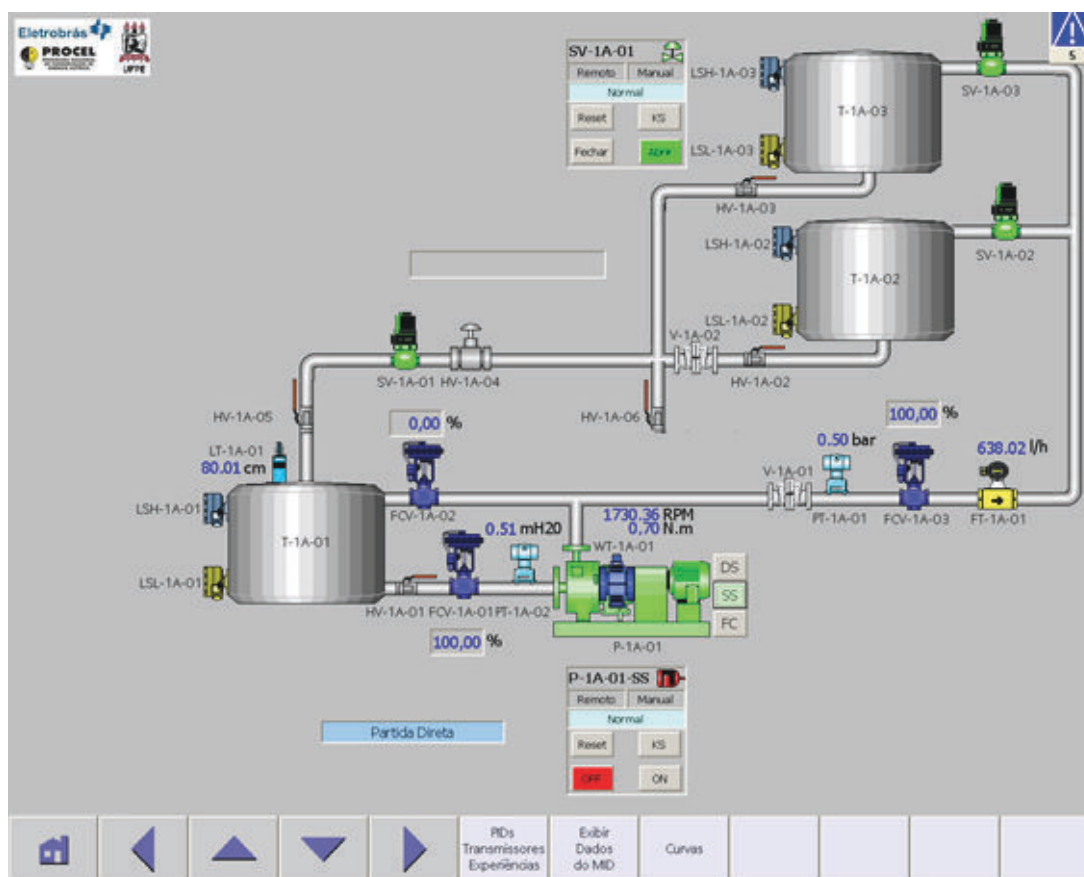 Eletrobrás
PROCEL
UFPE
SV-1A-01
Remoto Manual
Normal
Reset KS
Fechar Abrir
5
LSH-1A-03
T-1A-03
SV-1A-03
LSL-1A-03
HV-1A-03
LSH-1A-02
T-1A-02
SV-1A-02
LSL-1A-02
V-1A-02
HV-1A-02
SV-1A-01 HV-1A-04
HV-1A-05
HV-1A-06
0,00 %
100,00 %
LT-1A-01
80.01 cm
0.50 bar
638.02 l/h
V-1A-01
LSH-1A-01
FCV-1A-02
PT-1A-01 FCV-1A-03 FT-1A-01
T-1A-01
0.51 mH20
1730.36 RPM
0.70 N.m
WT-1A-01
LSL-1A-01
HV-1A-01 FCV-1A-01 PT-1A-02
DS
SS
FC
100,00 %
P-1A-01
P-1A-01-SS
Remoto Manual
Normal
Reset KS
OFF ON
Partida Direta
PIDs
Transmissores
Experiências
Exibir
Dados
do MID
Curvas